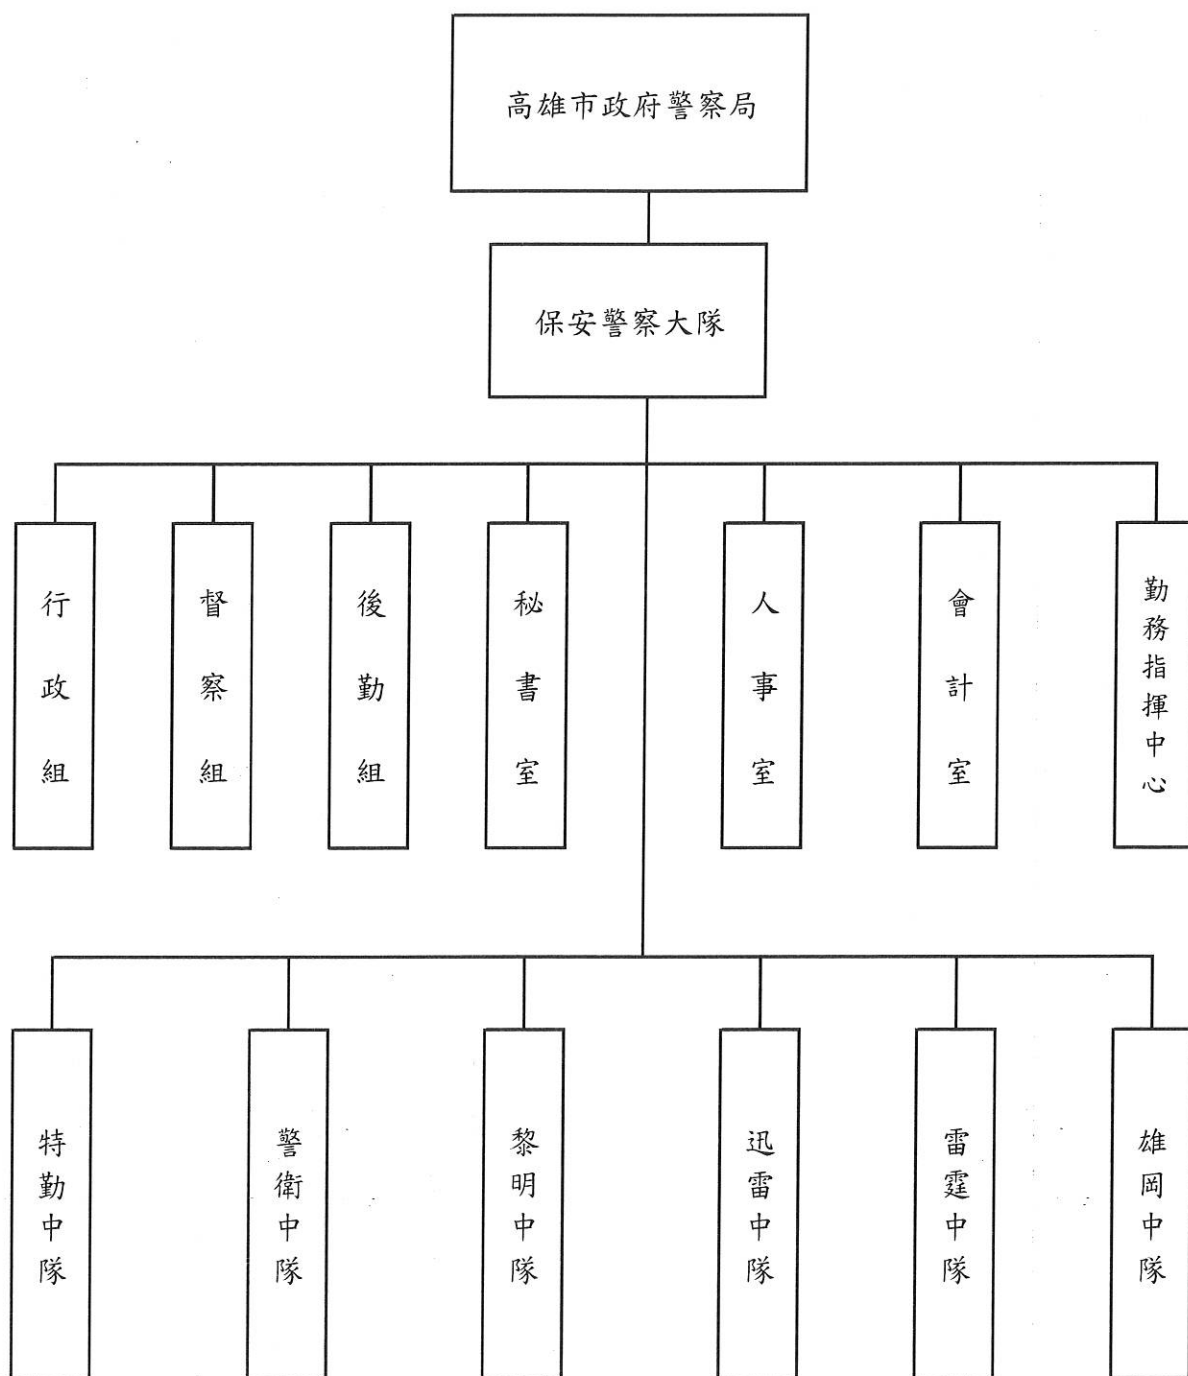 高雄市政府警察局
保安警察大隊
行政組
督察組
後勤組
秘書室
人事室
會計室
勤務指揮中心
特勤中隊
警衛中隊
黎明中隊
迅雷中隊
雷霆中隊
雄岡中隊